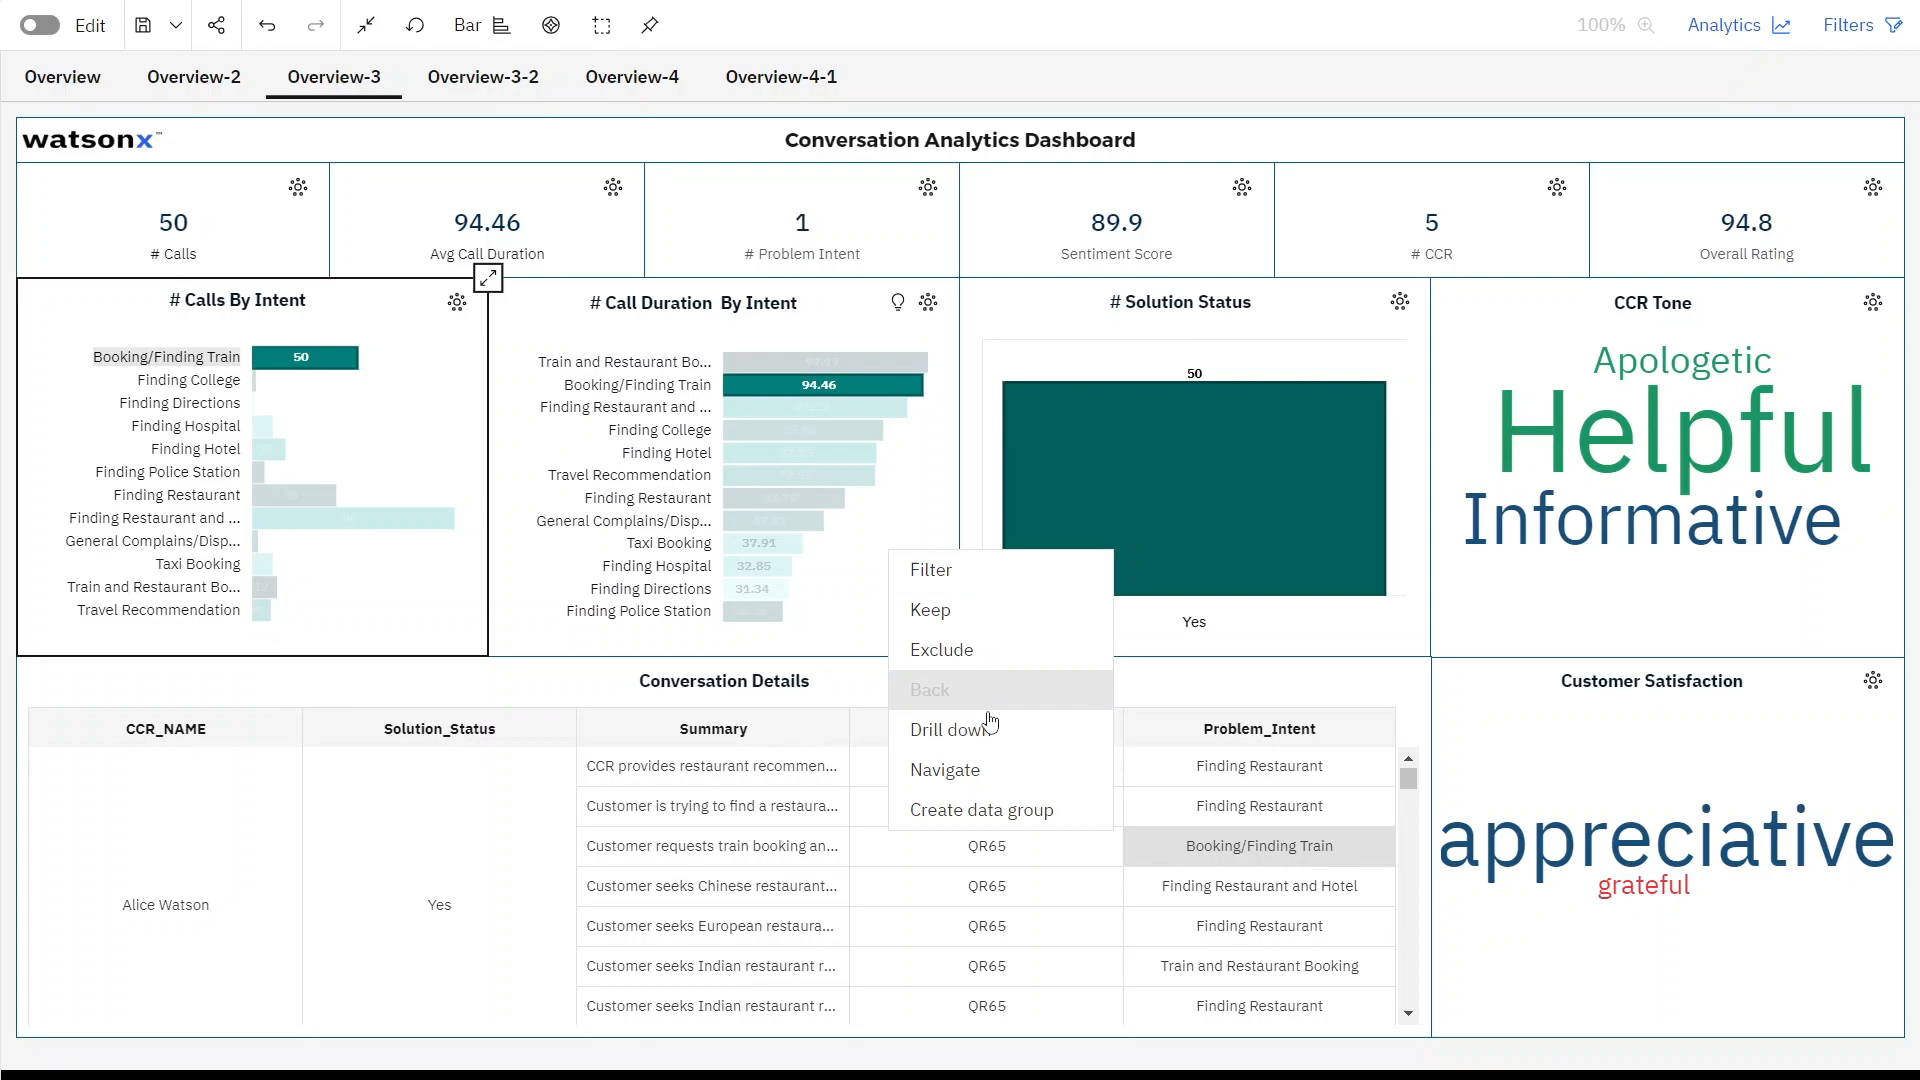 Edit
Bar
100%
Analytics
Filters
Overview
Overview-2
Overview-3
Overview-3-2
Overview-4
Overview-4-1
watsonx™
Conversation Analytics Dashboard
50
# Calls
94.46
Avg Call Duration
1
# Problem Intent
89.9
Sentiment Score
5
# CCR
94.8
Overall Rating
# Calls By Intent
Booking/Finding Train
50
Finding College
Finding Directions
Finding Hospital
Finding Hotel
Finding Police Station
Finding Restaurant
Finding Restaurant and ...
General Complains/Disp...
Taxi Booking
Train and Restaurant Bo...
Travel Recommendation
# Call Duration By Intent
Train and Restaurant Bo...
Booking/Finding Train
94.46
Finding Restaurant and ...
Finding College
Finding Hotel
Travel Recommendation
Finding Restaurant
General Complains/Disp...
Taxi Booking
37.91
Finding Hospital
32.85
Finding Directions
31.34
Finding Police Station
# Solution Status
50
Yes
CCR Tone
Apologetic
Helpful
Informative
Filter
Keep
Exclude
Back
Drill down
Navigate
Create data group
Conversation Details
CCR_NAME
Solution_Status
Summary
Problem_Intent
Alice Watson
Yes
CCR provides restaurant recommen...
Finding Restaurant
Customer is trying to find a restaura...
Finding Restaurant
Customer requests train booking an...
QR65
Booking/Finding Train
Customer seeks Chinese restaurant...
QR65
Finding Restaurant and Hotel
Customer seeks European restaura...
QR65
Finding Restaurant
Customer seeks Indian restaurant r...
QR65
Train and Restaurant Booking
Customer seeks Indian restaurant r...
QR65
Finding Restaurant
Customer Satisfaction
appreciative
grateful